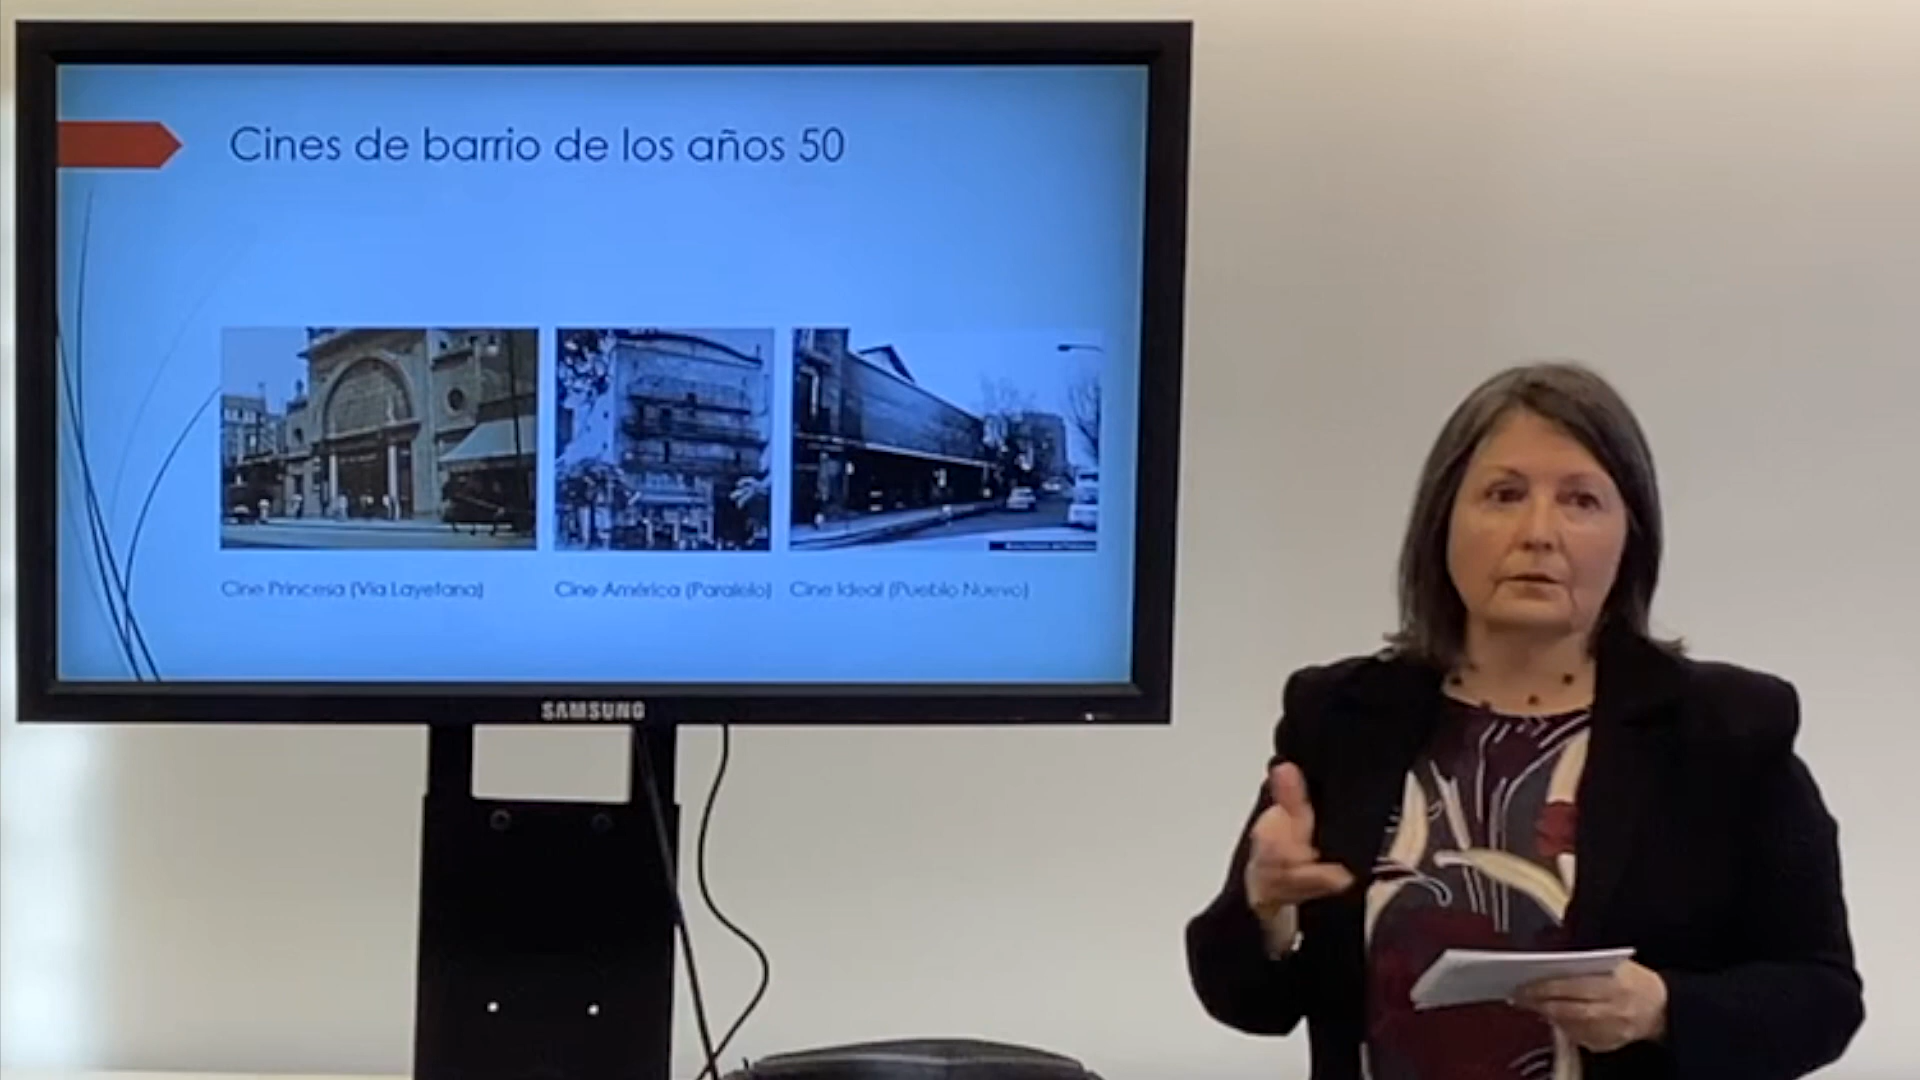 Cines de barrio de los años 50
Cine Princesa (Via Layetana)
Cine América (Paralelo)
Cine Ideal (Pueblo Nuevo)
SAMSUNG